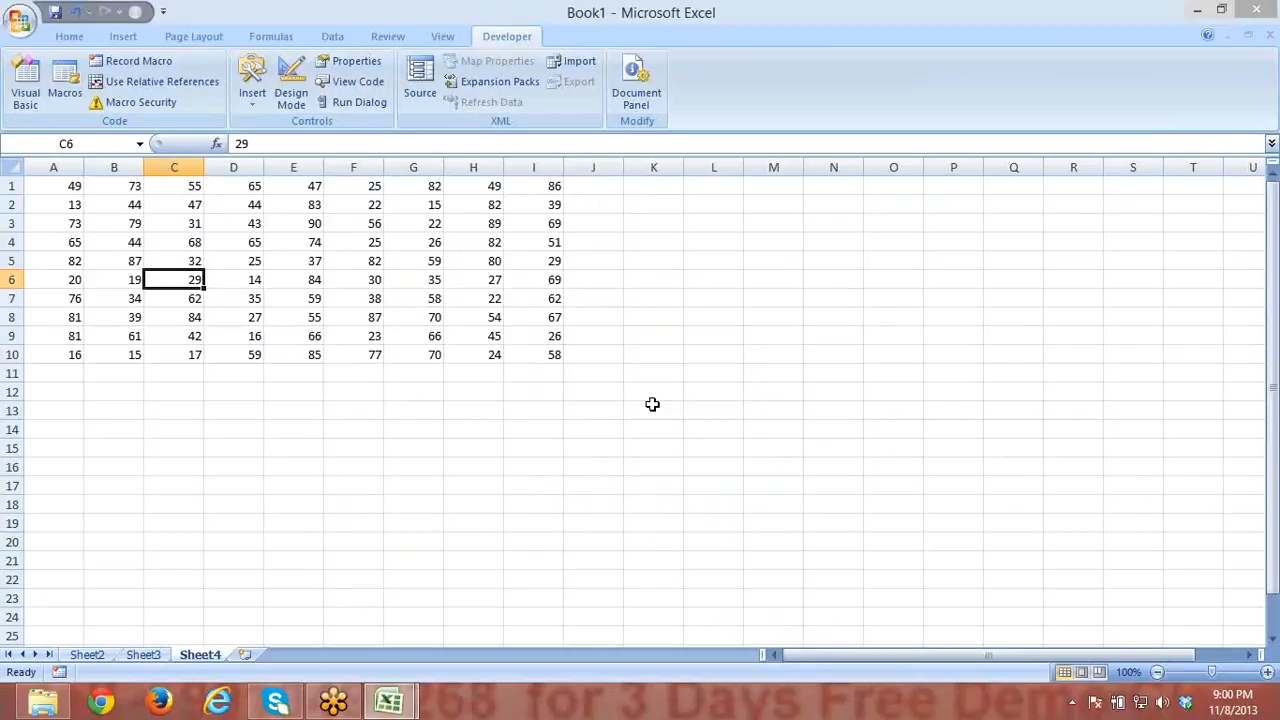 Book1 - Microsoft Excel
Home Insert Page Layout Formulas Data Review View Developer
Visual Basic
Macros
Record Macro
Use Relative References
Macro Security
Code
Insert
Design Mode
Properties
View Code
Run Dialog
Controls
Source
Map Properties
Expansion Packs
Refresh Data
Import
Export
XML
Document Panel
Modify
C6 fx 29
A B C D E F G H I J K L M N O P Q R S T U
1 49 73 55 65 47 25 82 49 86
2 13 44 47 44 83 22 15 82 39
3 73 79 31 43 90 56 22 89 69
4 65 44 68 65 74 25 26 82 51
5 82 87 32 25 37 82 59 80 29
6 20 19 29 14 84 30 35 27 69
7 76 34 62 35 59 38 58 22 62
8 81 39 84 27 55 87 70 54 67
9 81 61 42 16 66 23 66 45 26
10 16 15 17 59 85 77 70 24 58
11
12
13
14
15
16
17
18
19
20
21
22
23
24
25
Sheet2 Sheet3 Sheet4
Ready 100%
9:00 PM
11/8/2013